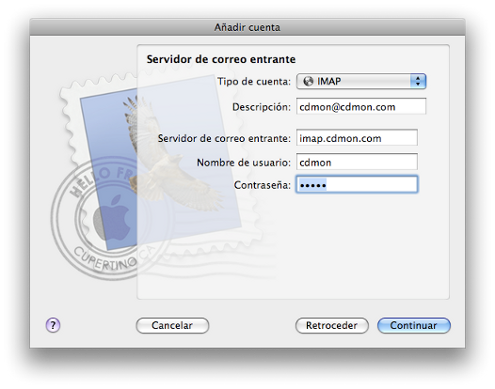 Añadir cuenta
Servidor de correo entrante
Tipo de cuenta: IMAP
Descripción: cdmon@cdmon.com
Servidor de correo entrante: imap.cdmon.com
Nombre de usuario: cdmon
Contraseña: •••••
HELLO FR
CUPERTINO CA
? Cancelar Retroceder Continuar